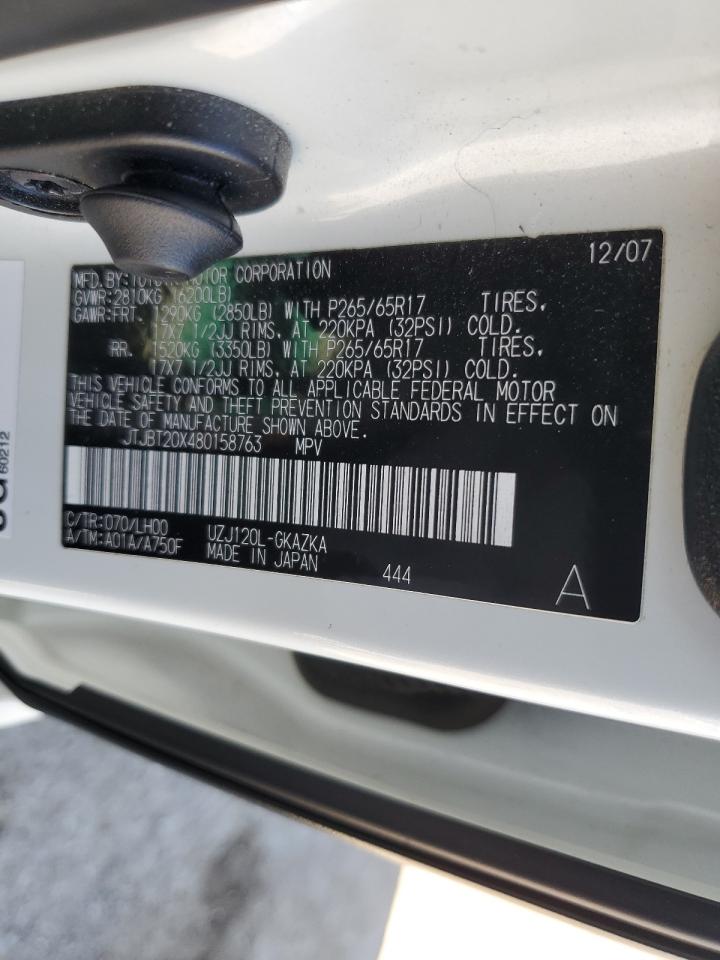 12/07
MFD.BY: MOTOR CORPORATION
GVWR:2810KG (6200LB)
GAWR:FRT. 1290KG (2850LB) WITH P265/65R17 TIRES,
17X7 1/2JJ RIMS, AT 220KPA (32PSI) COLD.
RR. 1520KG (3350LB) WITH P265/65R17 TIRES,
17X7 1/2JJ RIMS, AT 220KPA (32PSI) COLD.
THIS VEHICLE CONFORMS TO ALL APPLICABLE FEDERAL MOTOR
VEHICLE SAFETY AND THEFT PREVENTION STANDARDS IN EFFECT ON
THE DATE OF MANUFACTURE SHOWN ABOVE.
JTJBT20X480158763 MPV
C/TR:070/LH00 UZJ120L-GKAZKA
A/TM:A01A/A750F MADE IN JAPAN 444 A
60212